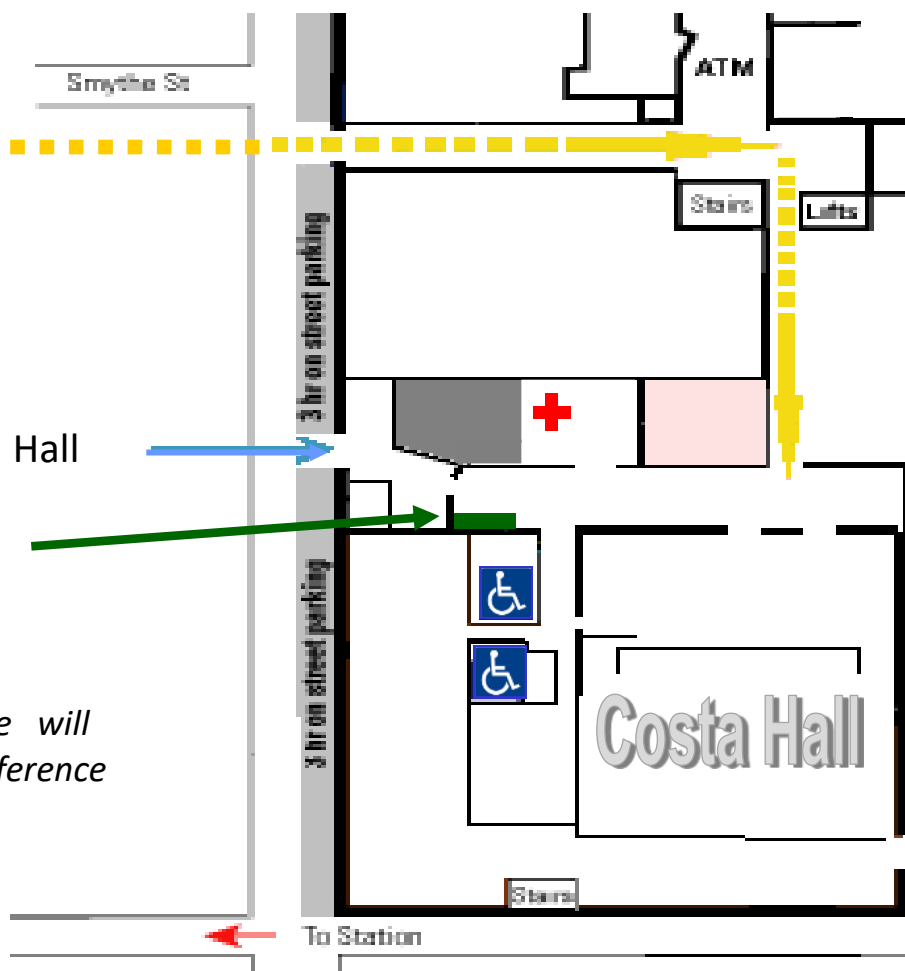 Smythe St
ATM
Stairs
Lifts
3 hr on street parking
Hall
3 hr on street parking
e will
ference
Costa Hall
Stairs
To Station